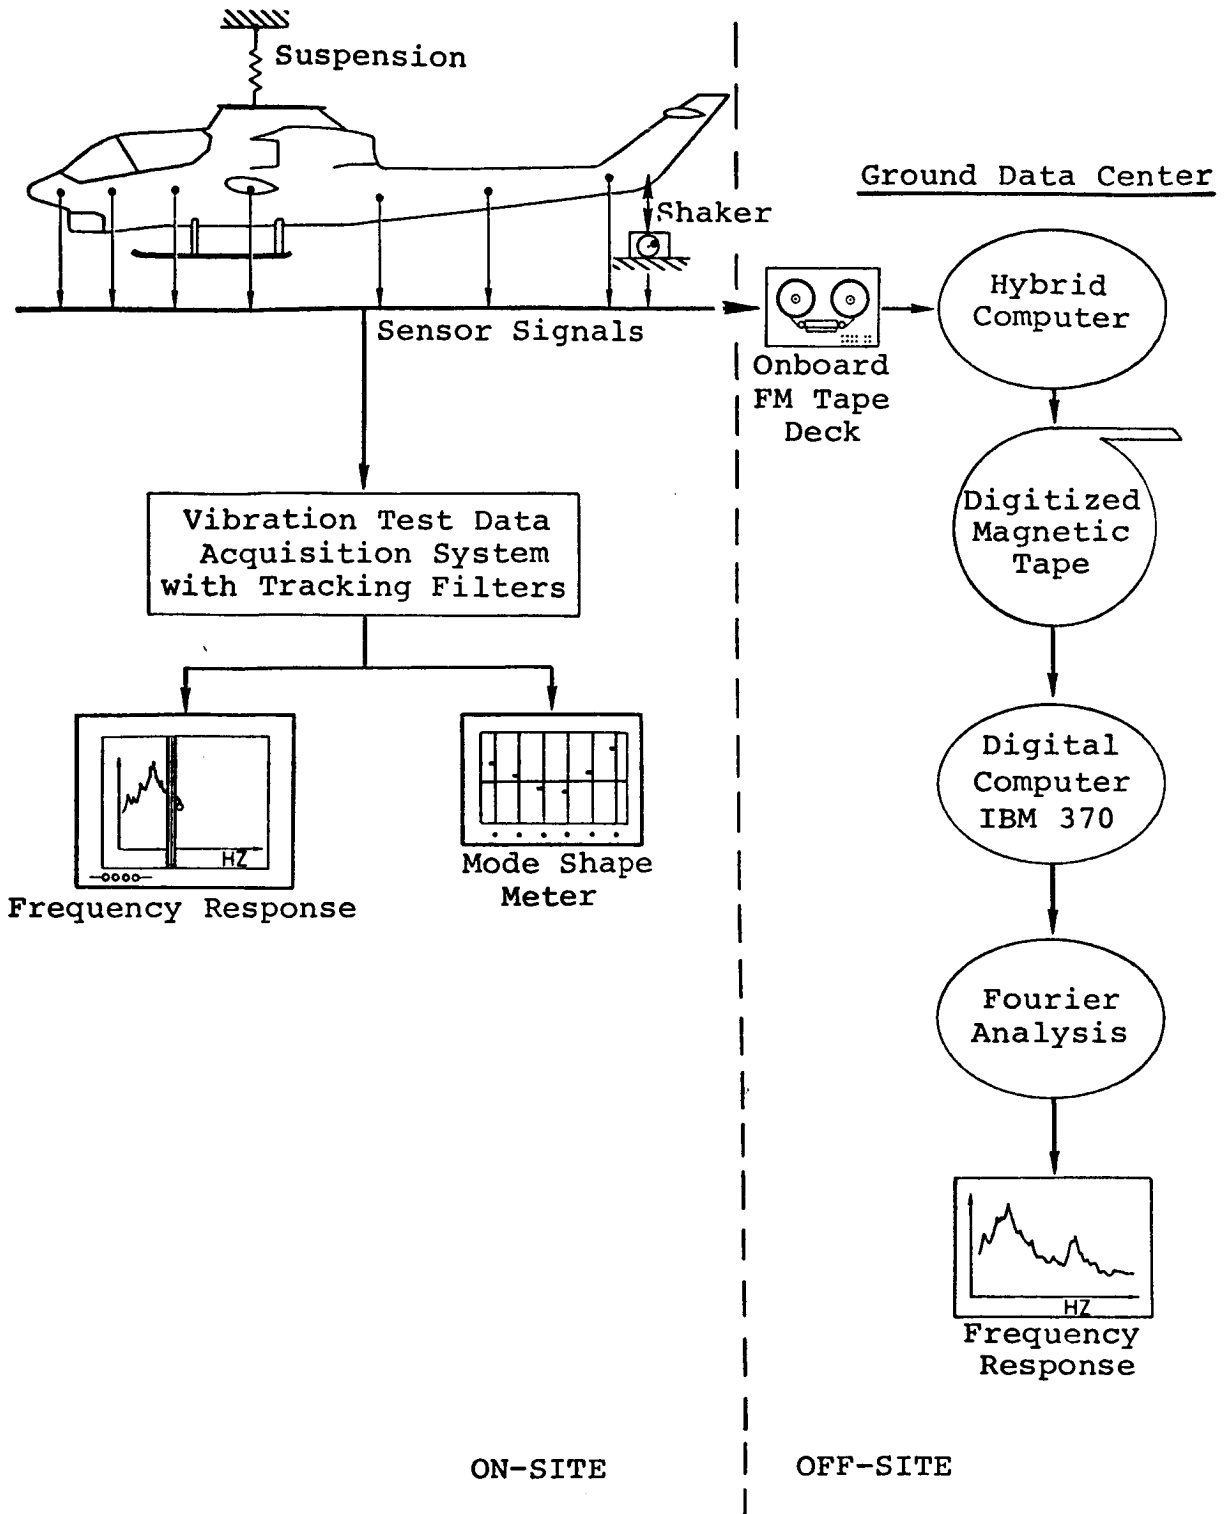 Suspension
Ground Data Center
Shaker
Sensor Signals
Onboard
FM Tape
Deck
Hybrid
Computer
Digitized
Magnetic
Tape
Vibration Test Data
Acquisition System
with Tracking Filters
HZ
Frequency Response
Mode Shape
Meter
Digital
Computer
IBM 370
Fourier
Analysis
HZ
Frequency
Response
ON-SITE
OFF-SITE